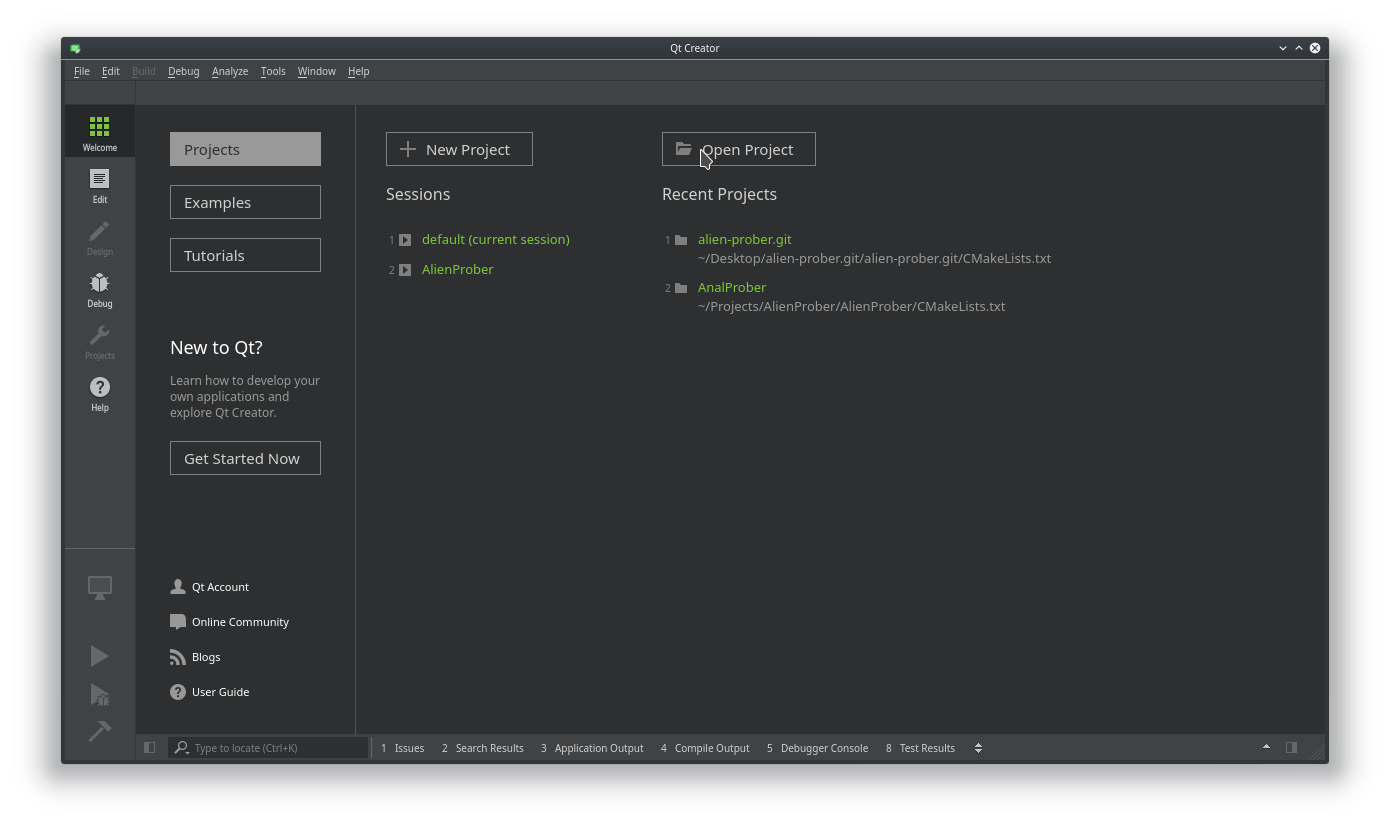 Qt Creator
File Edit Build Debug Analyze Tools Window Help
Welcome
Edit
Design
Debug
Projects
Help
Projects
Examples
Tutorials
New to Qt?
Learn how to develop your
own applications and
explore Qt Creator.
Get Started Now
Qt Account
Online Community
Blogs
User Guide
New Project
Sessions
1 default (current session)
2 AlienProber
Open Project
Recent Projects
1 alien-prober.git
~/Desktop/alien-prober.git/alien-prober.git/CMakeLists.txt
2 AnalProber
~/Projects/AlienProber/AlienProber/CMakeLists.txt
Type to locate (Ctrl+K) 1 Issues 2 Search Results 3 Application Output 4 Compile Output 5 Debugger Console 8 Test Results